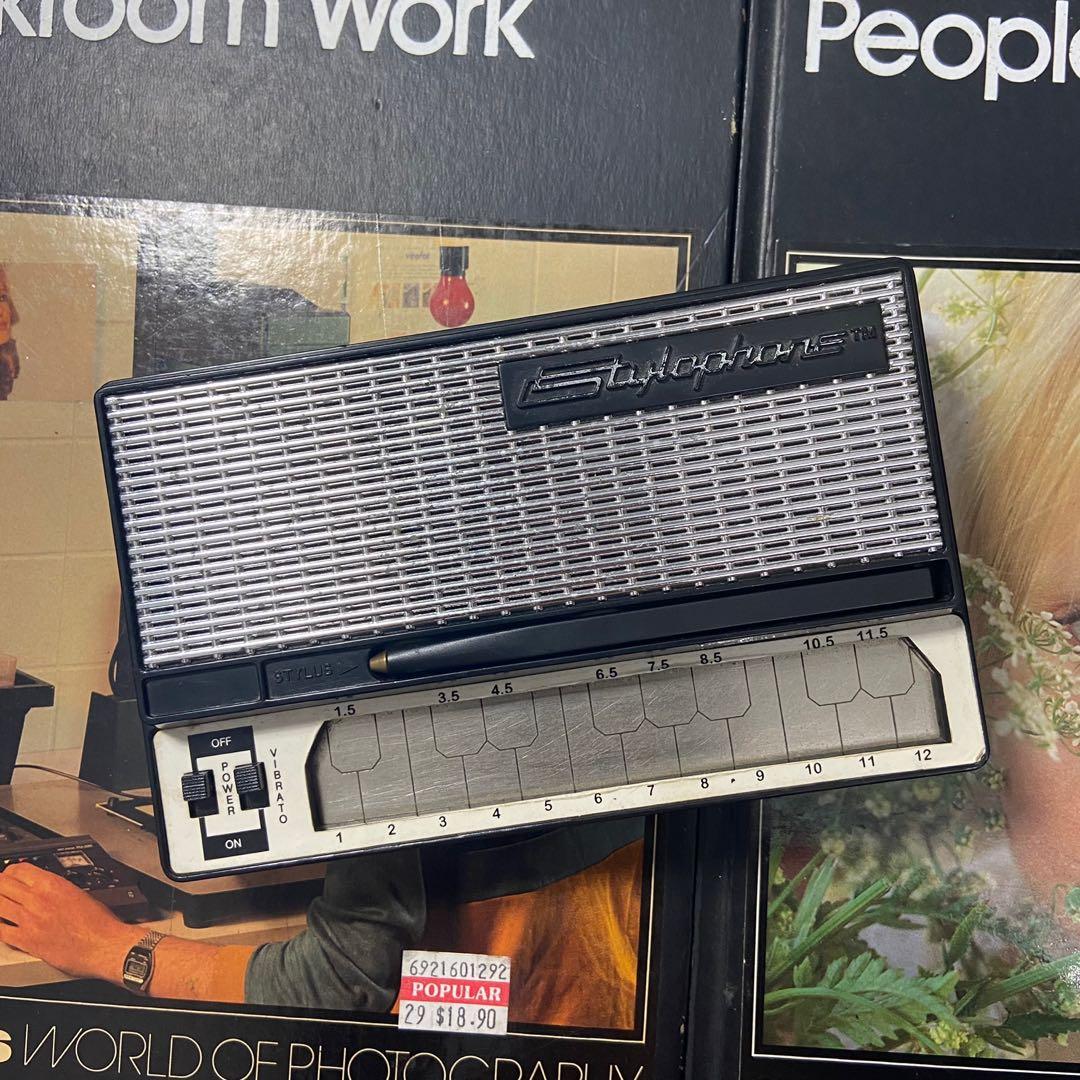 kroom Work
People
Stylophone™
STYLUS
1.5 3.5 4.5 6.5 7.5 8.5 10.5 11.5
OFF
POWER
VIBRATO
ON
1 2 3 4 5 6 7 8 9 10 11 12
6921601292
POPULAR
29 $18.90
s WORLD OF PHOTOGRAPHY